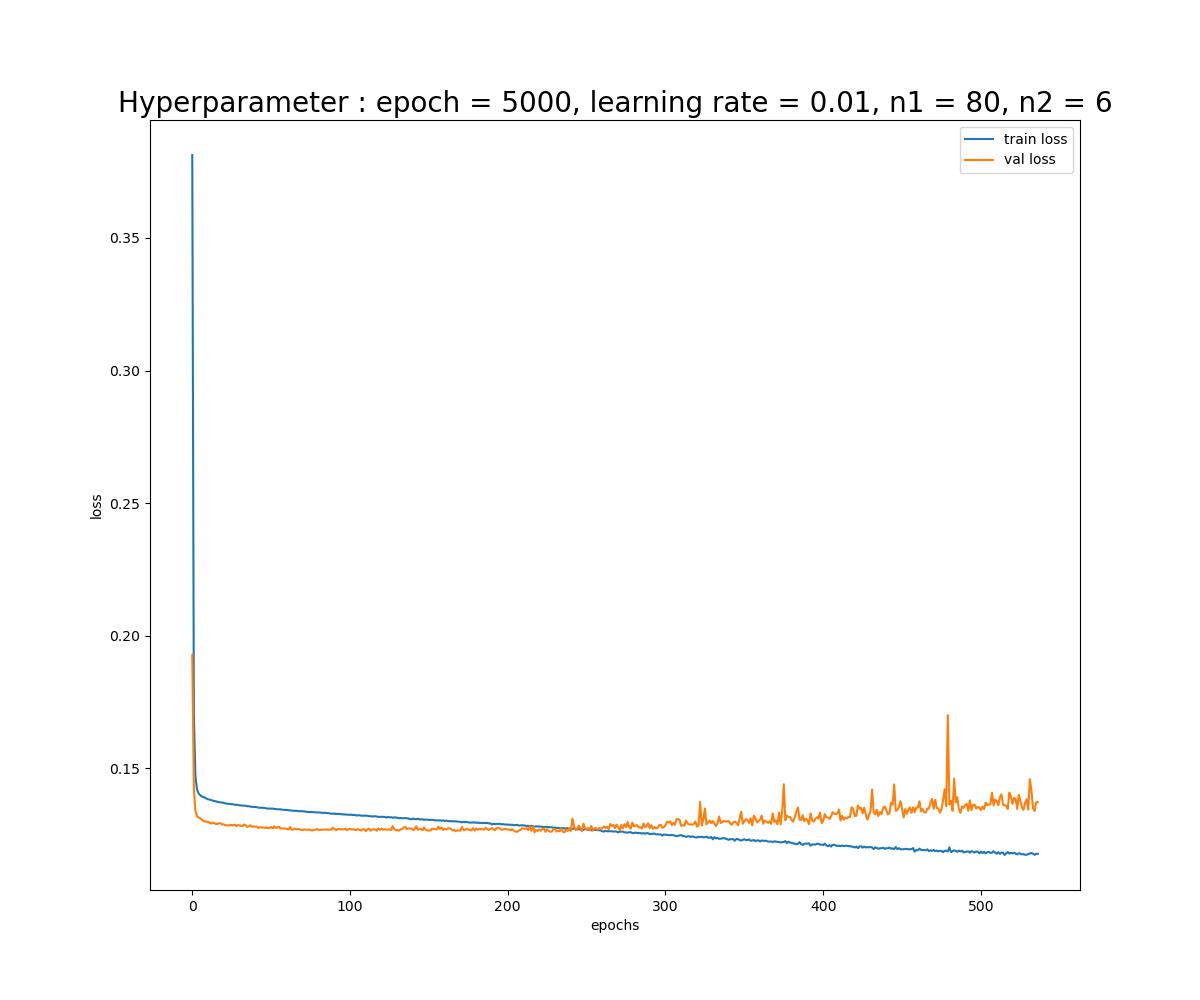 Hyperparameter : epoch = 5000, learning rate = 0.01, n1 = 80, n2 = 6
train loss
val loss
0.35
0.30
0.25
0.20
0.15
loss
0 100 200 300 400 500
epochs